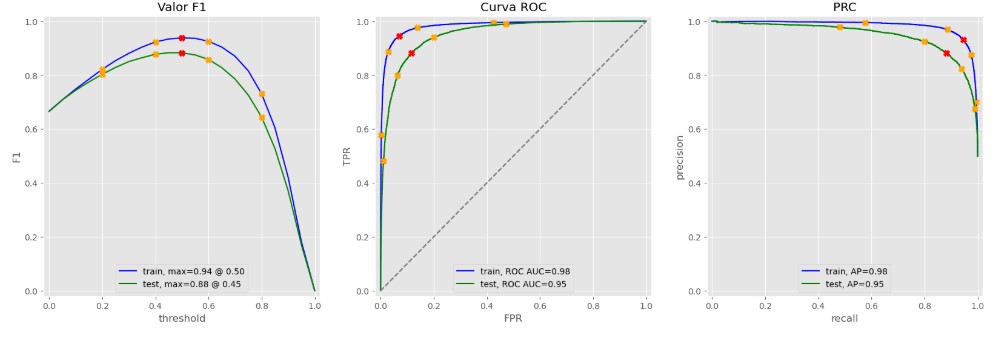 Valor F1
1.0
0.8
0.6
0.4
0.2
0.0
F1
train, max=0.94 @ 0.50
test, max=0.88 @ 0.45
0.0 0.2 0.4 0.6 0.8 1.0
threshold
Curva ROC
1.0
0.8
0.6
0.4
0.2
0.0
TPR
train, ROC AUC=0.98
test, ROC AUC=0.95
0.0 0.2 0.4 0.6 0.8 1.0
FPR
PRC
1.0
0.8
0.6
0.4
0.2
0.0
precision
train, AP=0.98
test, AP=0.95
0.0 0.2 0.4 0.6 0.8 1.0
recall